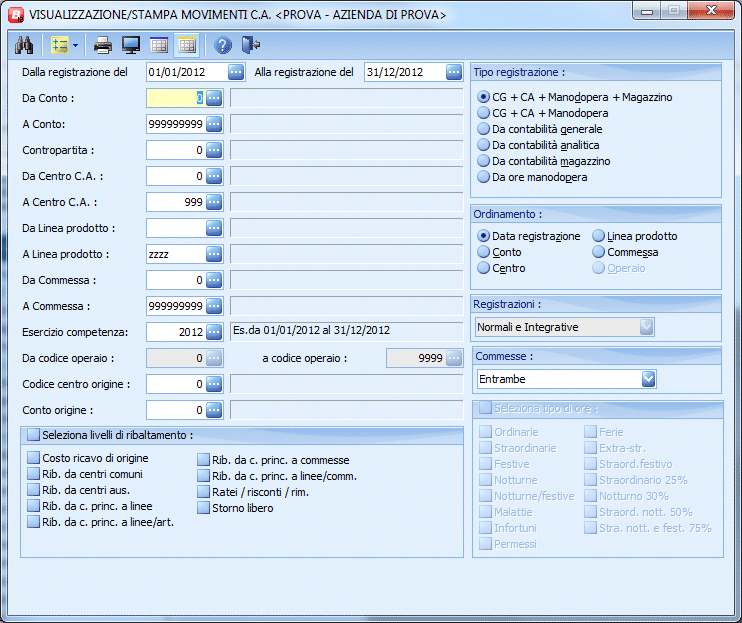 VISUALIZZAZIONE/STAMPA MOVIMENTI C.A. <PROVA - AZIENDA DI PROVA>
Dalla registrazione del 01/01/2012 Alla registrazione del 31/12/2012
Da Conto : 0
A Conto: 999999999
Contropartita : 0
Da Centro C.A. : 0
A Centro C.A. : 999
Da Linea prodotto :
A Linea prodotto : zzzz
Da Commessa : 0
A Commessa : 999999999
Esercizio competenza: 2012 Es.da 01/01/2012 al 31/12/2012
Da codice operaio : 0 a codice operaio : 9999
Codice centro origine : 0
Conto origine : 0
Seleziona livelli di ribaltamento :
Costo ricavo di origine
Rib. da centri comuni
Rib. da centri aus.
Rib. da c. princ. a linee
Rib. da c. princ. a linee/art.
Rib. da c. princ. a commesse
Rib. da c. princ. a linee/comm.
Ratei / risconti / rim.
Storno libero
Tipo registrazione :
CG + CA + Manodopera + Magazzino
CG + CA + Manodopera
Da contabilità generale
Da contabilità analitica
Da contabilità magazzino
Da ore manodopera
Ordinamento :
Data registrazione
Conto
Centro
Linea prodotto
Commessa
Operaio
Registrazioni :
Normali e Integrative
Commesse :
Entrambe
Seleziona tipo di ore :
Ordinarie
Straordinarie
Festive
Notturne
Notturne/festive
Malattie
Infortuni
Permessi
Ferie
Extra-str.
Straord.festivo
Straordinario 25%
Notturno 30%
Straord. nott. 50%
Stra. nott. e fest. 75%